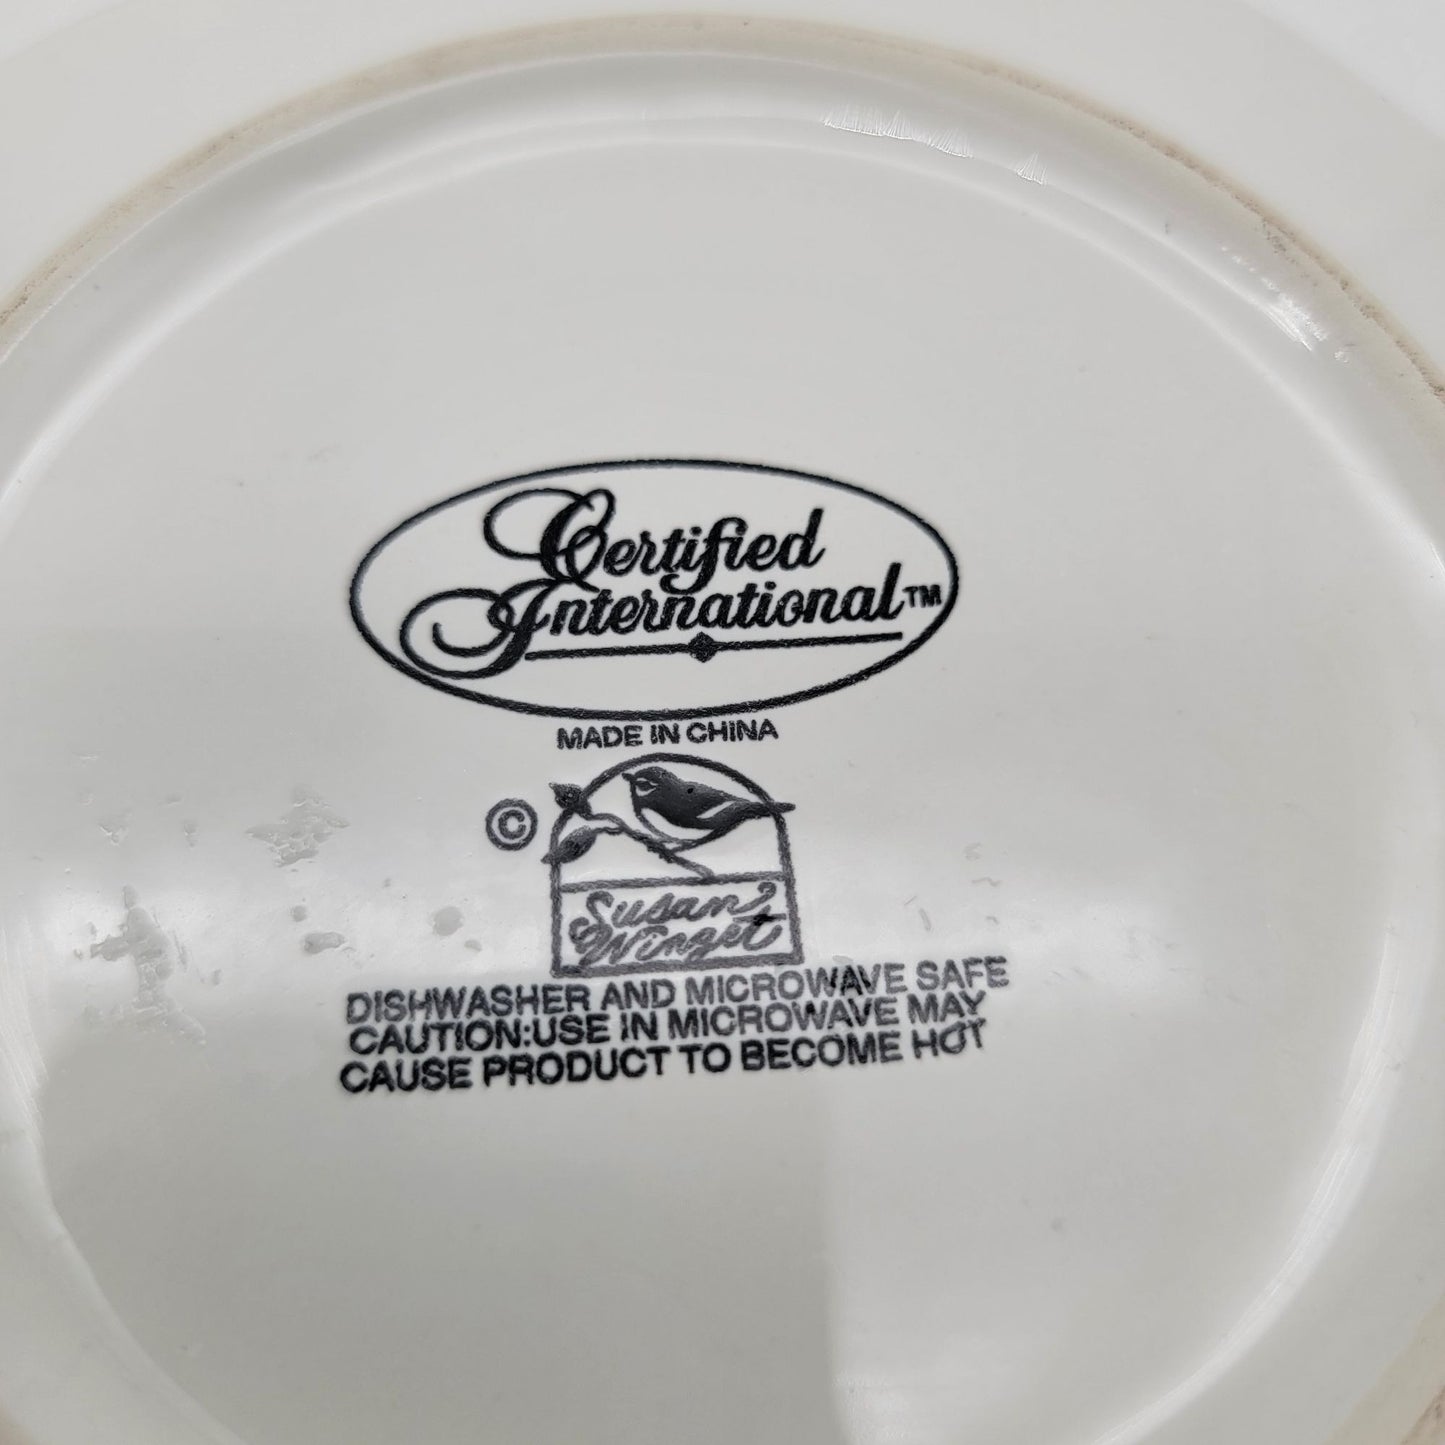 Certified
International™
MADE IN CHINA
©
Susan
Winget
DISHWASHER AND MICROWAVE SAFE
CAUTION:USE IN MICROWAVE MAY
CAUSE PRODUCT TO BECOME HOT